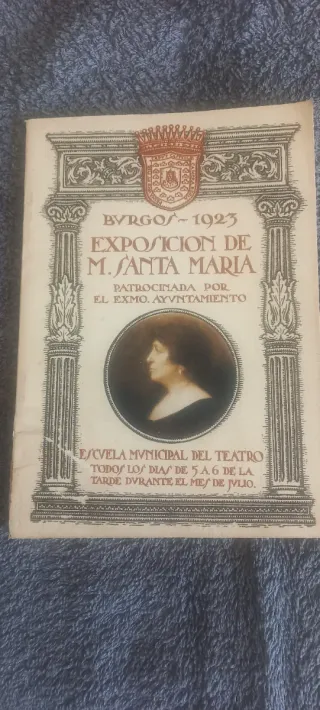 BVRGOS~1923
EXPOSICION DE
M. SANTA MARIA
PATROCINADA POR
EL EXMO. AYVNTAMIENTO
ESCVELA MVNICIPAL DEL TEATRO
TODOS LOS DIAS DE 5 A 6 DE LA
TARDE DVRANTE EL MES DE JVLIO.